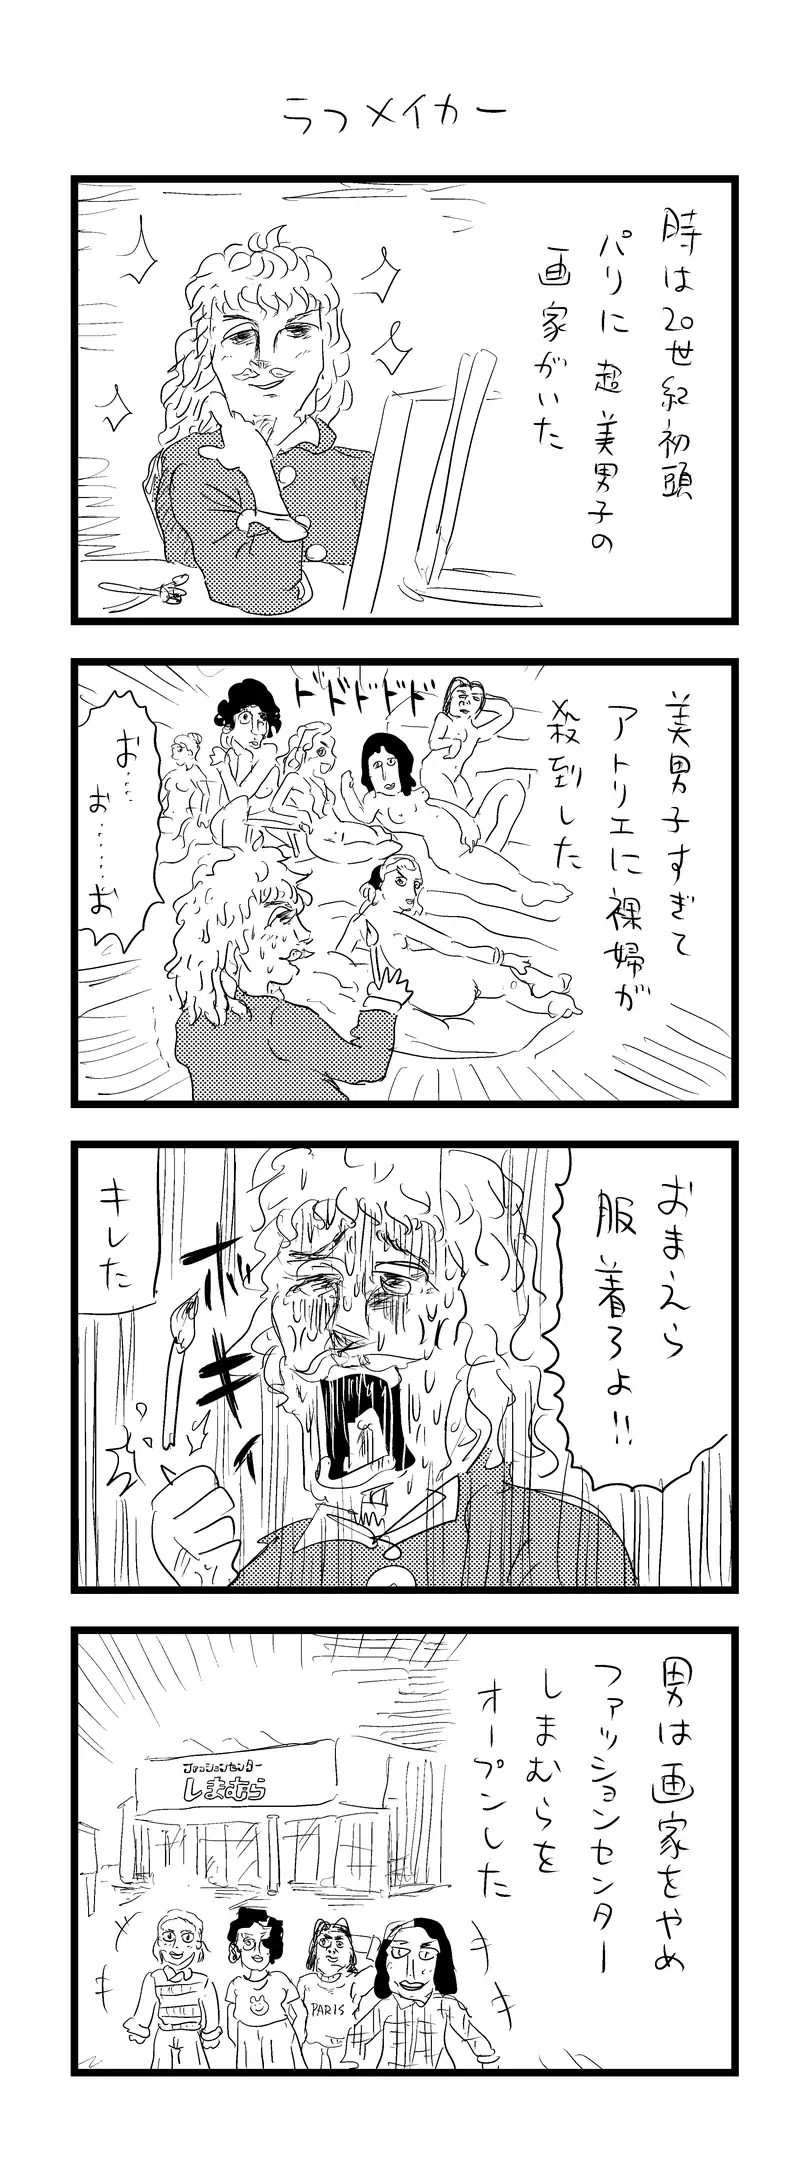 らつメイカー
時は20世紀初頭
パリに超美男子の
画家がいた
美男子すぎて
アトリエに裸婦が
殺到した
ドドドドド
お…
お……お
おまえら
服着ろよ!!
ボキィ
キレた
男は画家をやめ
ファッションセンター
しまむらを
オープンした
ファッションセンター
しまむら
PARIS